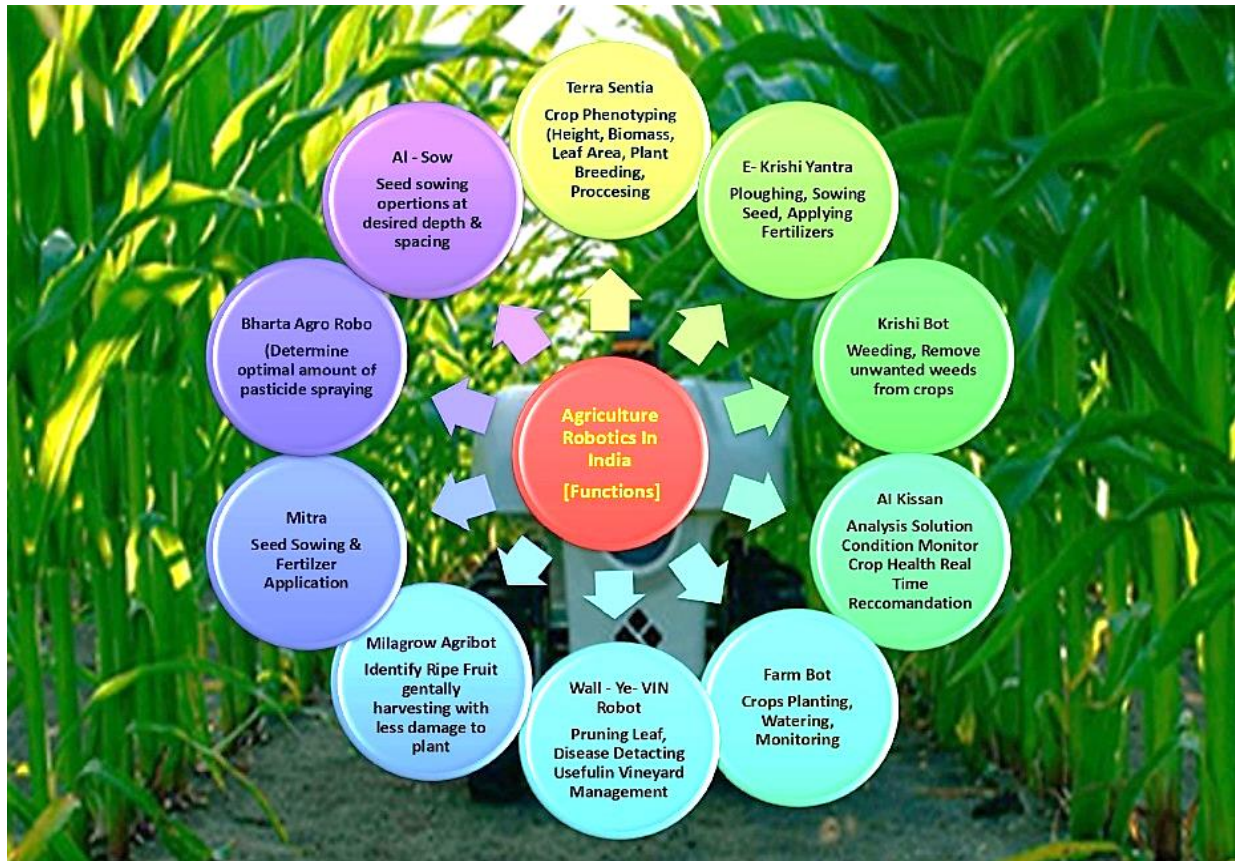 Terra Sentia
Crop Phenotyping
(Height, Biomass,
Leaf Area, Plant
Breeding,
Proccesing
E- Krishi Yantra
Ploughing, Sowing
Seed, Applying
Fertilizers
Krishi Bot
Weeding, Remove
unwanted weeds
from crops
AI Kissan
Analysis Solution
Condition Monitor
Crop Health Real
Time
Reccomandation
Farm Bot
Crops Planting,
Watering,
Monitoring
Wall - Ye- VIN
Robot
Pruning Leaf,
Disease Detacting
Usefulin Vineyard
Management
Milagrow Agribot
Identify Ripe Fruit
gentally
harvesting with
less damage to
plant
Mitra
Seed Sowing &
Fertilzer
Application
Bharta Agro Robo
(Determine
optimal amount of
pasticide spraying
AI - Sow
Seed sowing
opertions at
desired depth &
spacing
Agriculture
Robotics In
India
[Functions]